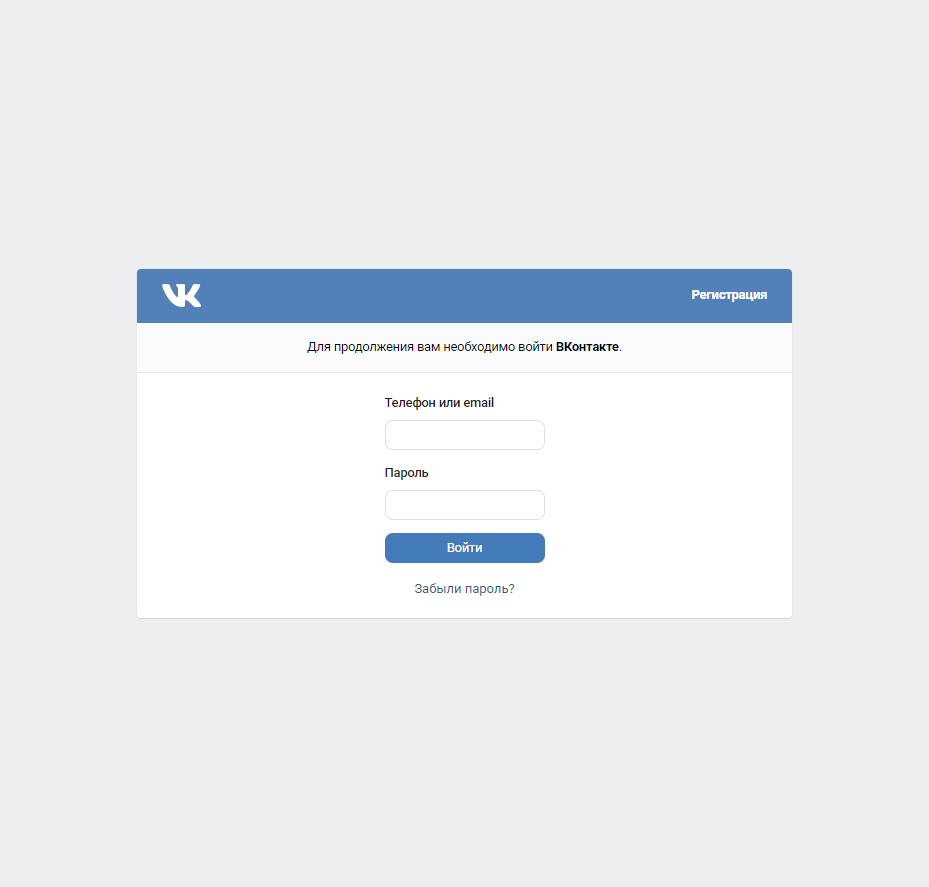 VK
Регистрация
Для продолжения вам необходимо войти ВКонтакте.
Телефон или email
Пароль
Войти
Забыли пароль?